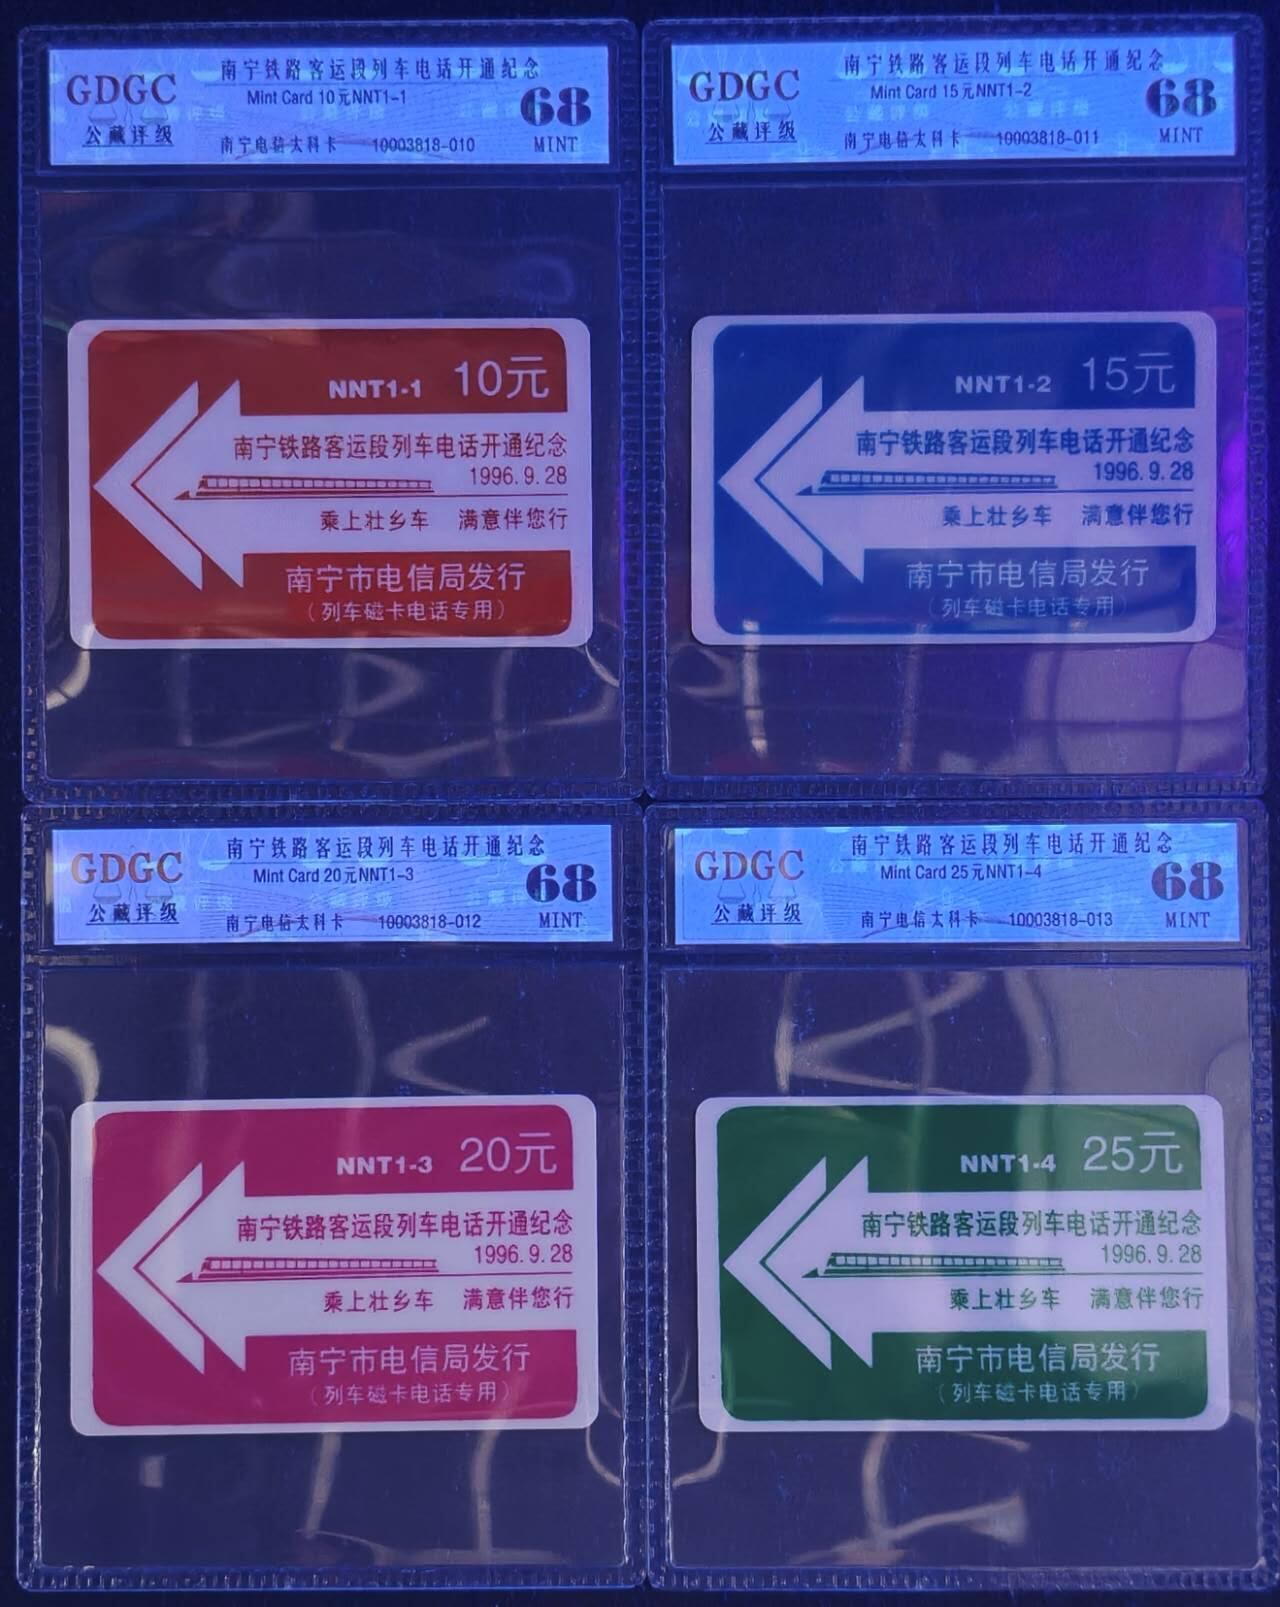 GDGC
公藏评级
南宁铁路客运段列车电话开通纪念
Mint Card 10元NNT1-1
南宁电信太科卡 10003818-010
68
MINT
NNT1-1 10元
南宁铁路客运段列车电话开通纪念
1996.9.28
乘上壮乡车 满意伴您行
南宁市电信局发行
(列车磁卡电话专用)
GDGC
公藏评级
南宁铁路客运段列车电话开通纪念
Mint Card 15元NNT1-2
南宁电信太科卡 10003818-011
68
MINT
NNT1-2 15元
南宁铁路客运段列车电话开通纪念
1996.9.28
乘上壮乡车 满意伴您行
南宁市电信局发行
(列车磁卡电话专用)
GDGC
公藏评级
南宁铁路客运段列车电话开通纪念
Mint Card 20元NNT1-3
南宁电信太科卡 10003818-012
68
MINT
NNT1-3 20元
南宁铁路客运段列车电话开通纪念
1996.9.28
乘上壮乡车 满意伴您行
南宁市电信局发行
(列车磁卡电话专用)
GDGC
公藏评级
南宁铁路客运段列车电话开通纪念
Mint Card 25元NNT1-4
南宁电信太科卡 10003818-013
68
MINT
NNT1-4 25元
南宁铁路客运段列车电话开通纪念
1996.9.28
乘上壮乡车 满意伴您行
南宁市电信局发行
(列车磁卡电话专用)